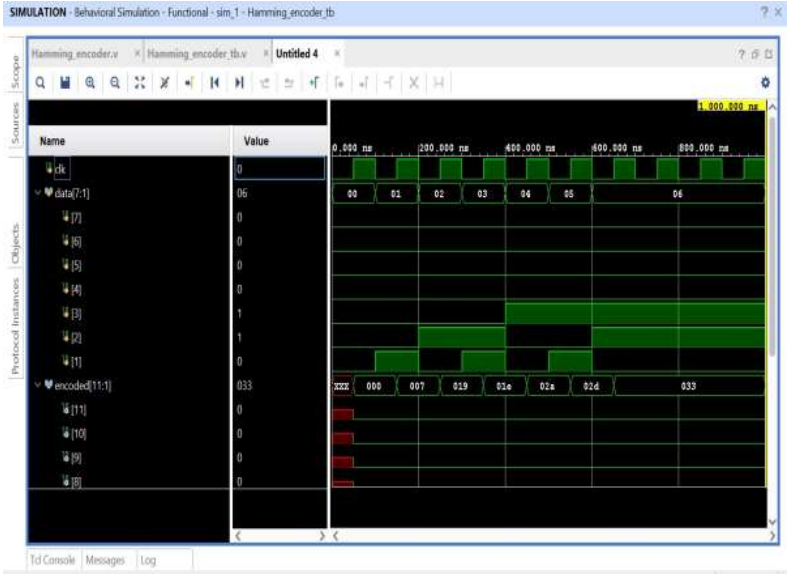 SIMULATION - Behavioral Simulation - Functional - sim_1 - Hamming_encoder_tb ? ×
Hamming_encoder.v × Hamming_encoder_tb.v × Untitled 4 ×
Scope
Sources
Objects
Protocol Instances
1,000.000 ns
Name Value 0.000 ns 200.000 ns 400.000 ns 600.000 ns 800.000 ns
clk 0
data[7:1] 06 00 01 02 03 04 05 06
[7] 0
[6] 0
[5] 0
[4] 0
[3] 1
[2] 1
[1] 0
encoded[11:1] 033 XXX 000 007 019 01e 02a 02d 033
[11] 0
[10] 0
[9] 0
[8] 0
Tcl Console Messages Log